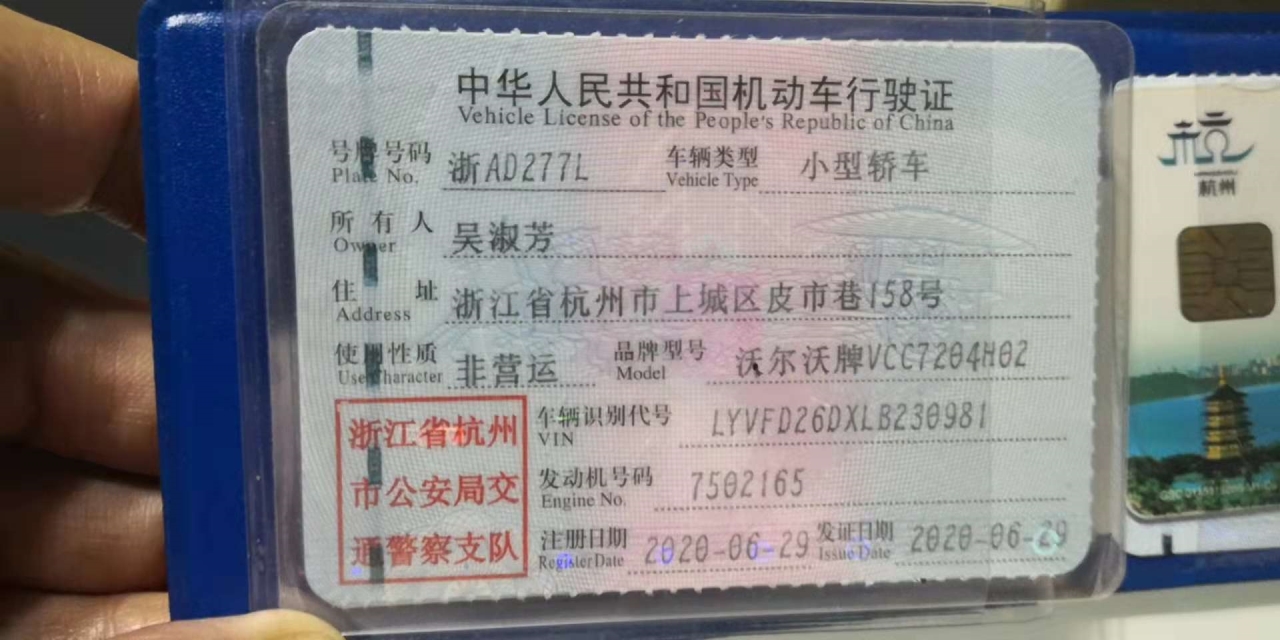 中华人民共和国机动车行驶证
Vehicle License of the People's Republic of China
号牌号码 浙AD277L 车辆类型 小型轿车
Plate No. Vehicle Type
所有人 吴淑芳
Owner
住址 浙江省杭州市上城区皮市巷158号
Address
使用性质 非营运 品牌型号 沃尔沃牌VCC7204H02
Use Character Model
浙江省杭州
市公安局交
通警察支队
车辆识别代号 LYVFD26DXLB230981
VIN
发动机号码 7502165
Engine No.
注册日期 2020-06-29 发证日期 2020-06-29
Register Date Issue Date
杭州